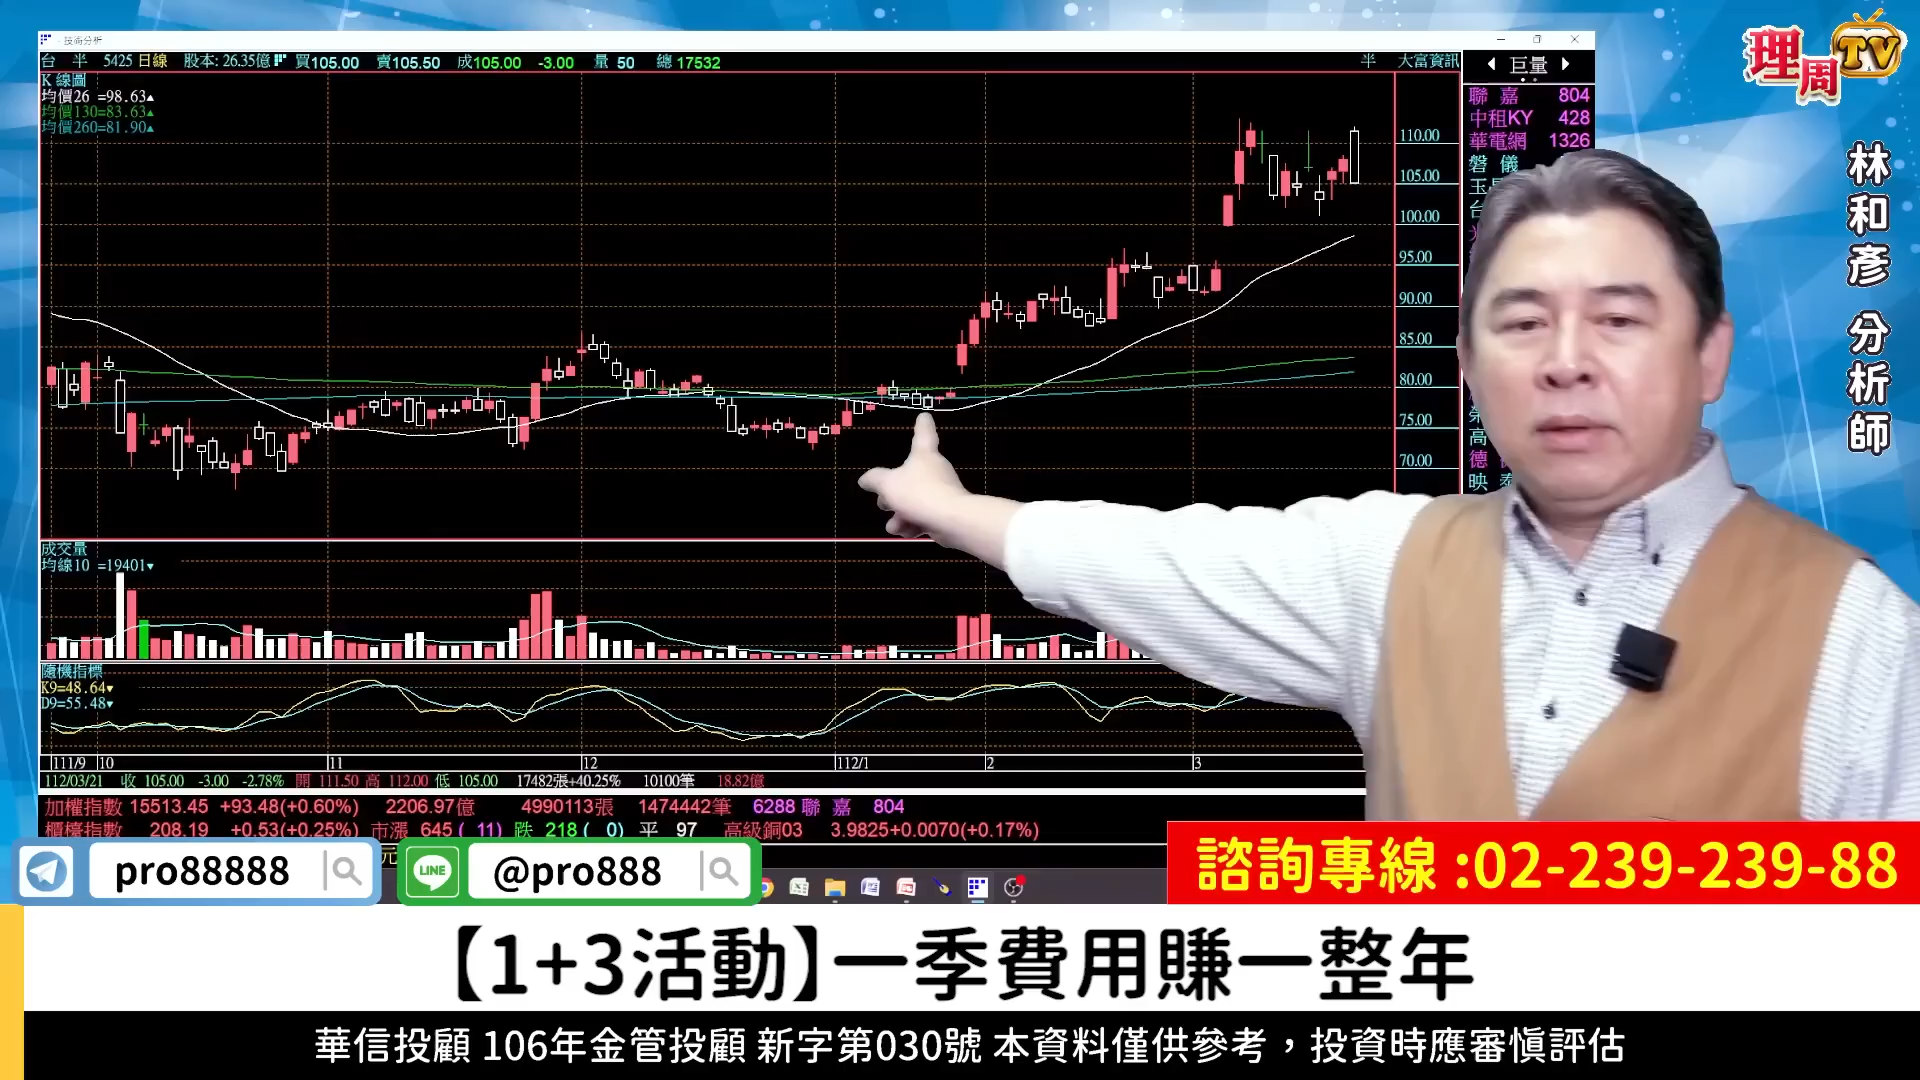 技術分析
台 半 5425 日線 股本: 26.35億 買105.00 賣105.50 成105.00 -3.00 量 50 總 17532 半 大富資訊
K 線圖
均價26 =98.63▲
均價130=83.63▲
均價260=81.90▲
110.00
105.00
100.00
95.00
90.00
85.00
80.00
75.00
70.00
巨量
聯 嘉 804
中租KY 428
華電網 1326
磐 儀
高
德
映 泰
成交量
均線10 =19401▼
隨機指標
K9=48.64▼
D9=55.48▼
111/9 10 11 12 112/1 2 3
112/03/21 收 105.00 -3.00 -2.78% 開 111.50 高 112.00 低 105.00 17482張+40.25% 10100筆 18.82億
加權指數 15513.45 +93.48(+0.60%) 2206.97億 4990113張 1474442筆 6288 聯 嘉 804
櫃檯指數 208.19 +0.53(+0.25%) 市漲 645( 11) 跌 218( 0) 平 97 高級銅03 3.9825+0.0070(+0.17%)
理周TV
林和彥 分析師
pro88888
LINE
@pro888
諮詢專線 :02-239-239-88
【1+3活動】一季費用賺一整年
華信投顧 106年金管投顧 新字第030號 本資料僅供參考，投資時應審慎評估